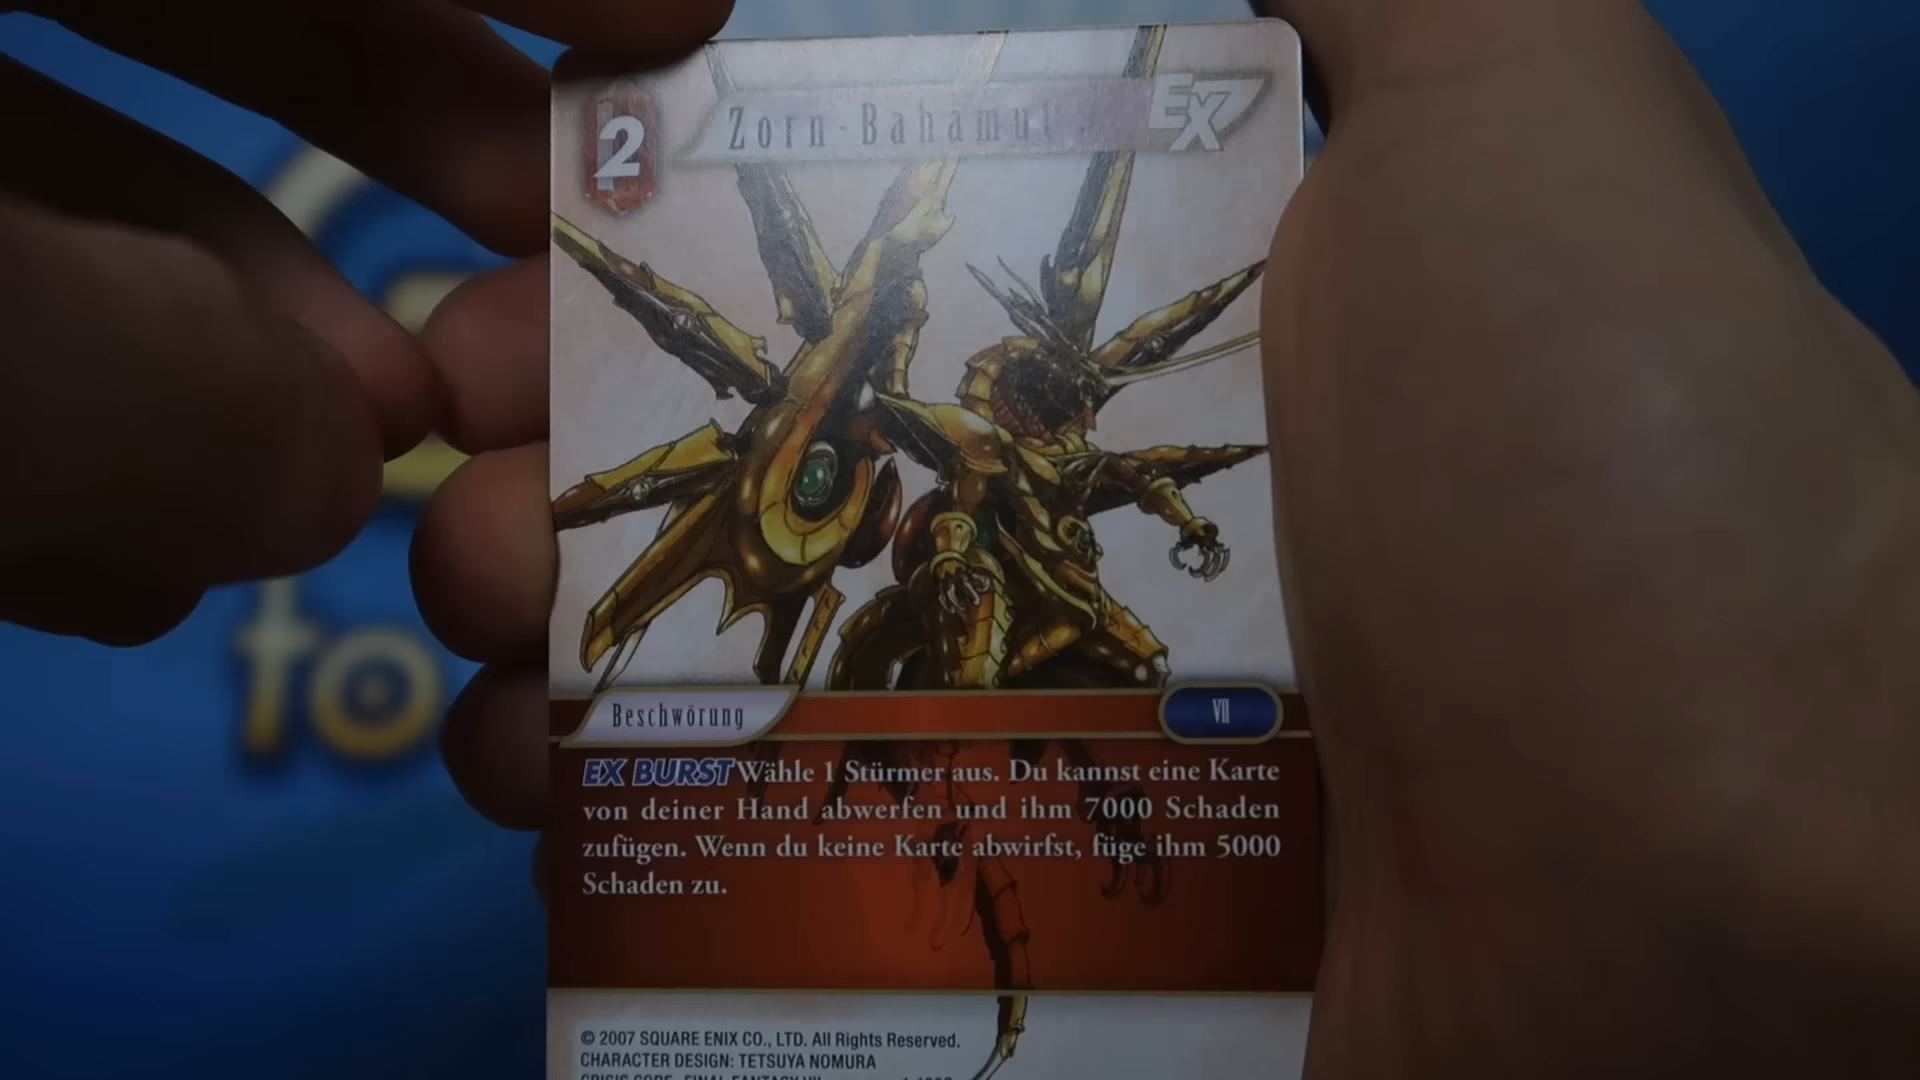 2
Zorn-Bahamut
EX
Beschwörung
VII
EX BURST Wähle 1 Stürmer aus. Du kannst eine Karte
von deiner Hand abwerfen und ihm 7000 Schaden
zufügen. Wenn du keine Karte abwirfst, füge ihm 5000
Schaden zu.
© 2007 SQUARE ENIX CO., LTD. All Rights Reserved.
CHARACTER DESIGN: TETSUYA NOMURA
to